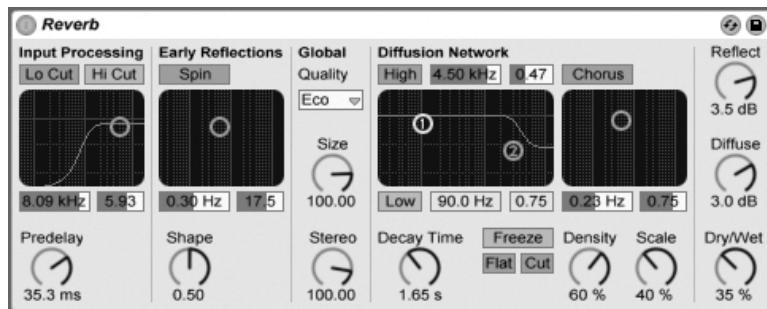 Reverb
Input Processing Early Reflections Global Diffusion Network Reflect
Lo Cut Hi Cut Spin Quality High 4.50 kHz 0.47 Chorus
Eco
3.5 dB
1
2
Size Diffuse
8.09 kHz 5.93 0.30 Hz 17.5 100.00 Low 90.0 Hz 0.75 0.23 Hz 0.75 3.0 dB
Predelay Shape Stereo Decay Time Freeze Density Scale Dry/Wet
Flat Cut
35.3 ms 0.50 100.00 1.65 s 60 % 40 % 35 %